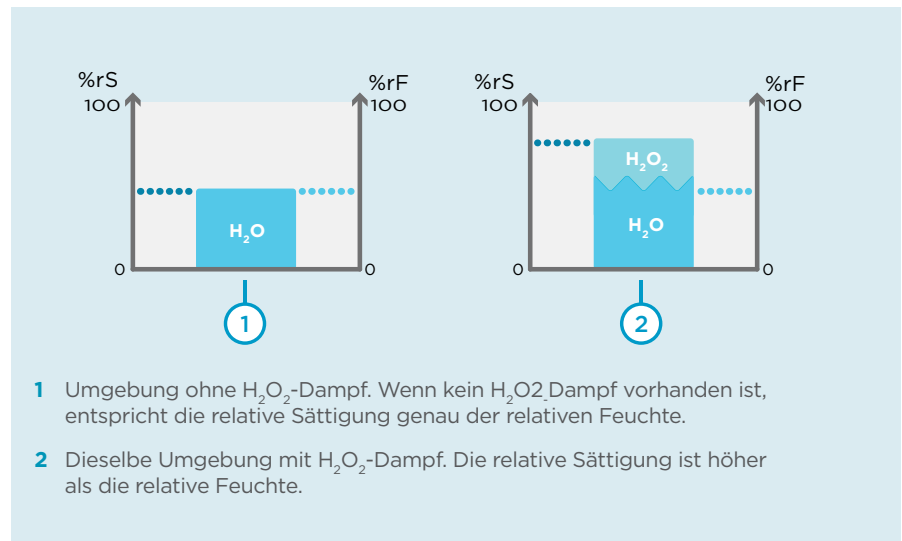 %rS %rF %rS %rF
100 100 100 100
H₂O₂
H₂O H₂O
0 0 0 0
1 2
1 Umgebung ohne H₂O₂-Dampf. Wenn kein H₂O2_Dampf vorhanden ist,
entspricht die relative Sättigung genau der relativen Feuchte.
2 Dieselbe Umgebung mit H₂O₂-Dampf. Die relative Sättigung ist höher
als die relative Feuchte.